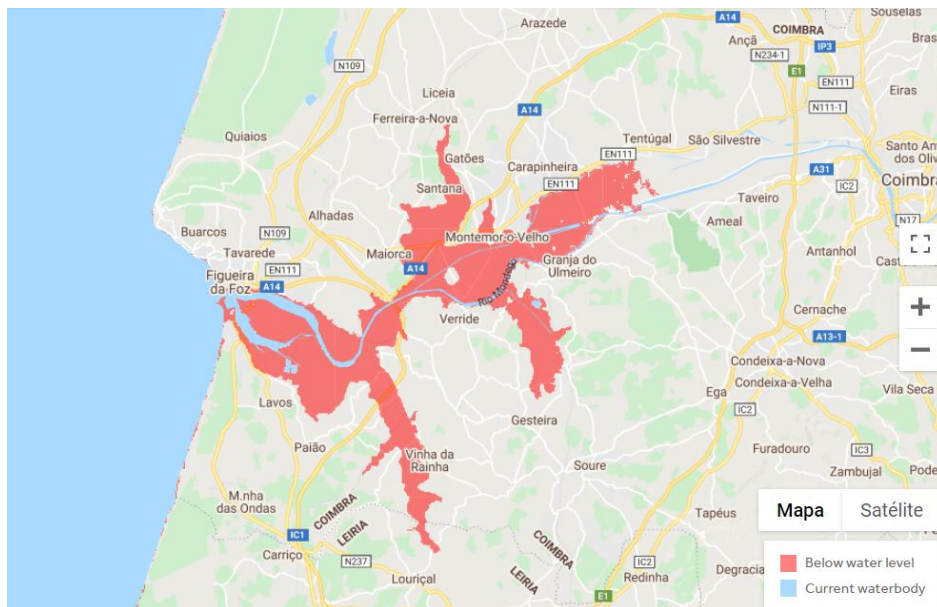 Souselas
Arazede
A14
COIMBRA
Ançã
IP3
Bras
N234-1
N109
E1
EN111
Eiras
Liceia
A14
N111-1
Ferreira-a-Nova
Quiaios
Tentúgal
São Silvestre
Gatões
Carapinheira
EN111
Santo An
dos Oliv
A31
Santana
EN111
IC2
Coimbra
Taveiro
Alhadas
Buarcos
N109
Montemor-o-Velho
Ameal
N17
Tavarede
Maiorca
Antanhol
EN111
A14
Granja do
Ulmeiro
Cast
Figueira
da Foz
A14
Rio Mondego
Verride
Cernache
A13-1
Condeixa-a-Nova
Condeixa-a-Velha
Vila Seca
Ega
Lavos
IC2
Gesteira
Paião
Furadouro
IC3
Vinha da
Rainha
Soure
Zambujal
Pode
M.nha
das Ondas
COIMBRA
LEIRIA
Tapéus
Mapa
Satélite
IC1
Carriço
N237
COIMBRA
LEIRIA
IC2
Louriçal
Redinha
Degracia
E1
Below water level
Current waterbody